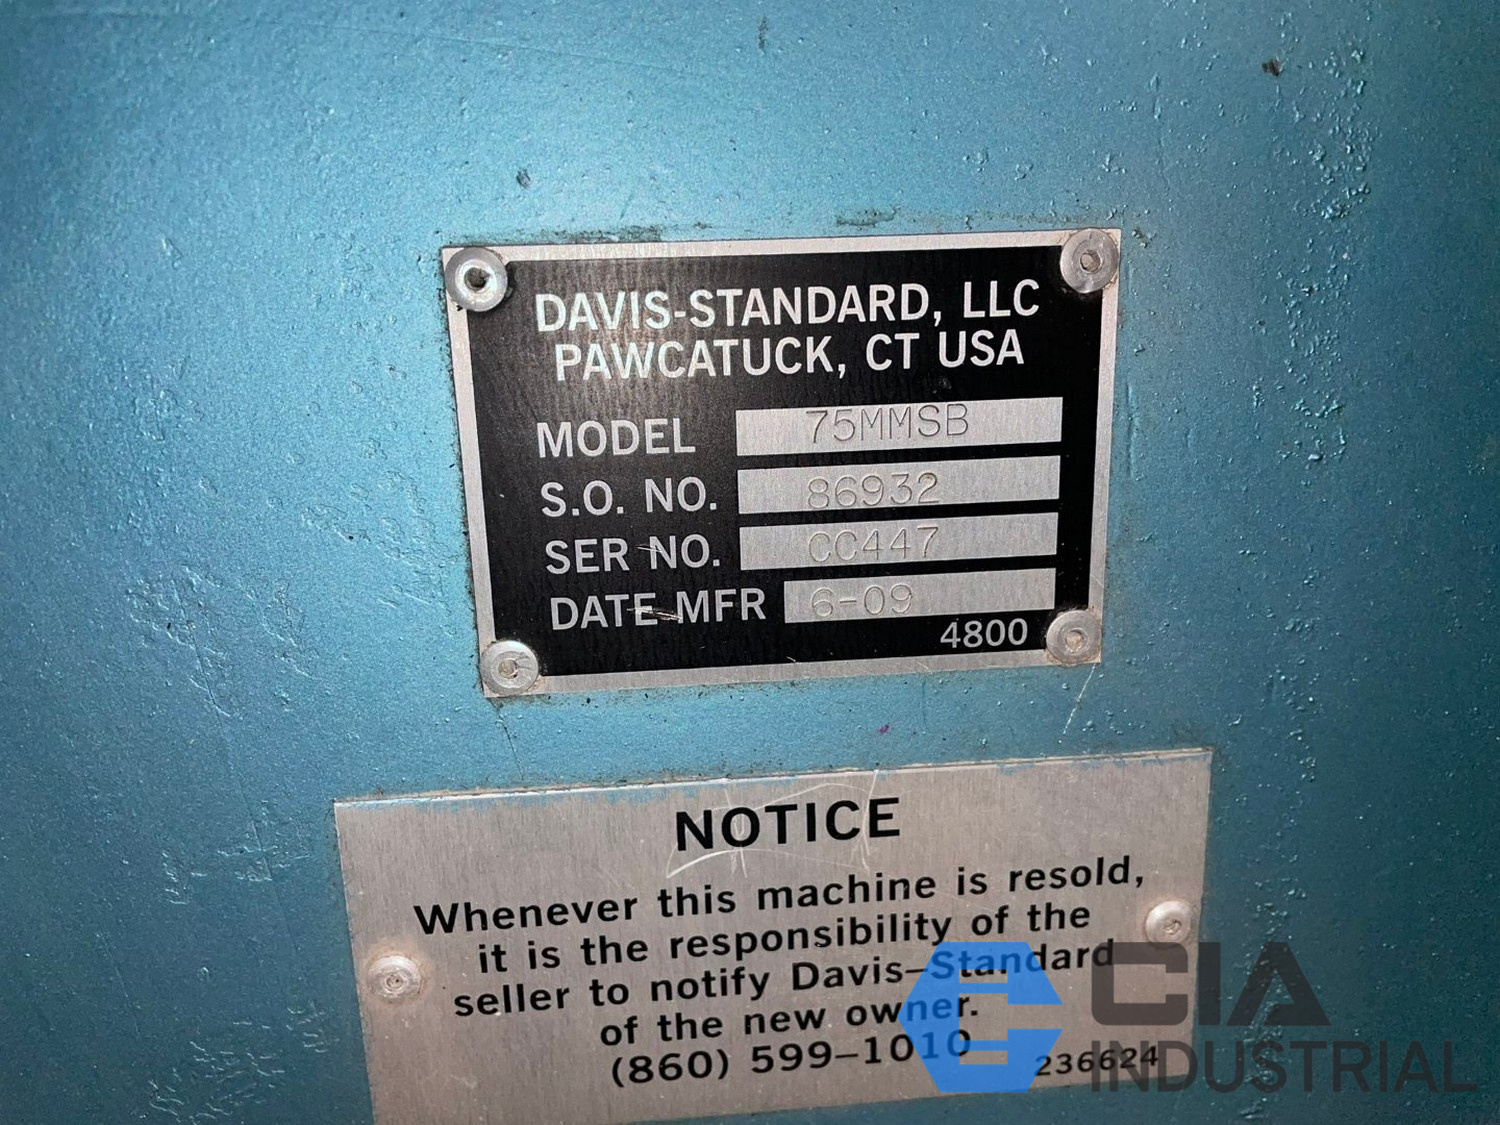 DAVIS-STANDARD, LLC
PAWCATUCK, CT USA
MODEL 75MMSB
S.O. NO. 86932
SER NO. CC447
DATE MFR 6-09
4800
NOTICE
Whenever this machine is resold,
it is the responsibility of the
seller to notify Davis-Standard
of the new owner.
(860) 599-1010 236624
CIA
INDUSTRIAL